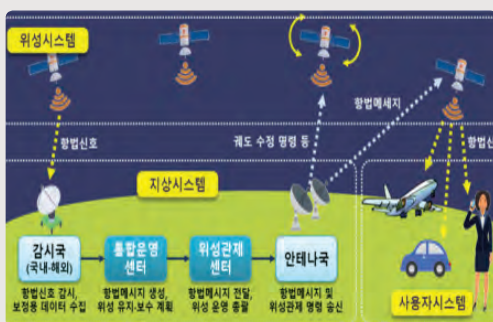 위성시스템
항법신호
궤도 수정 명령 등
항법메세지
항법신
지상시스템
감시국
(국내·해외)
통합운영
센터
위성관제
센터
안테나국
항법신호 감시,
보정용 데이터 수집
항법메시지 생성,
위성 유지·보수 계획
항법메시지 전달,
위성 운영 총괄
항법메시지 및
위성관제 명령 송신
사용자시스템